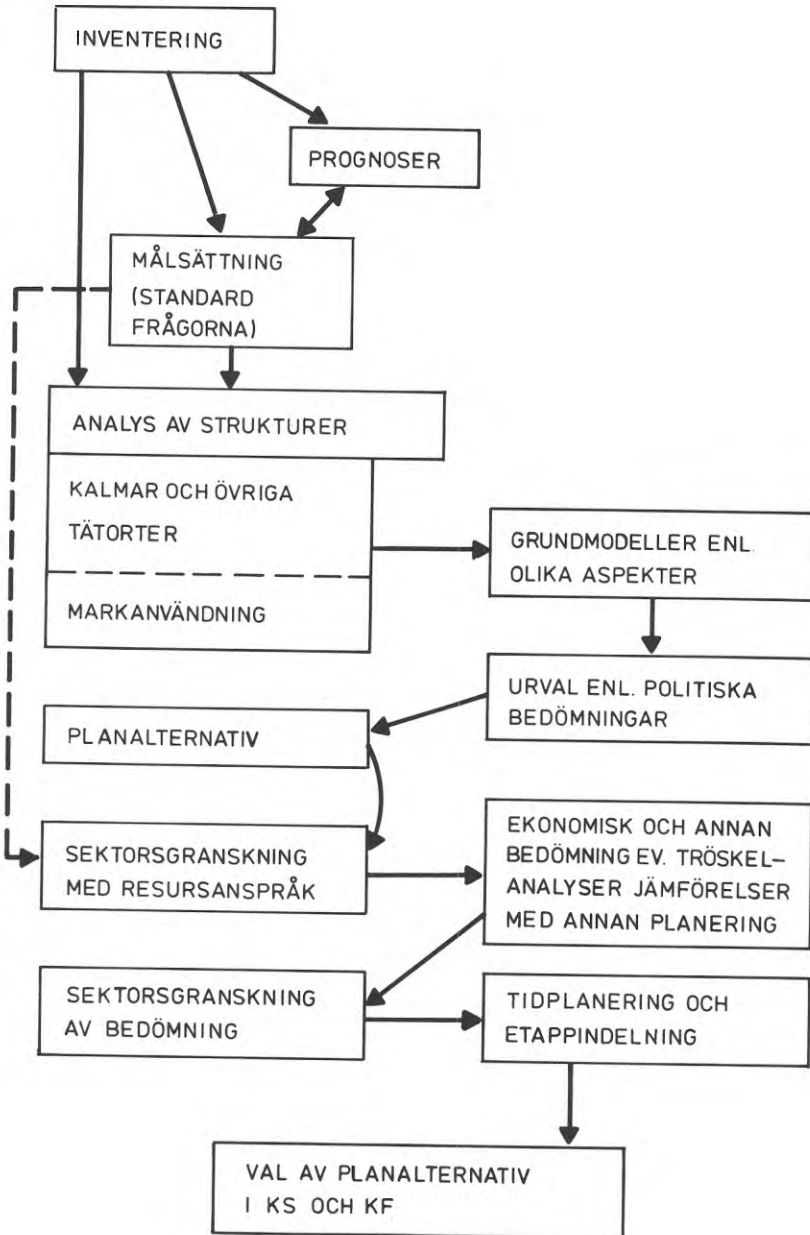 INVENTERING
PROGNOSER
MÅLSÄTTNING
(STANDARD
FRÅGORNA)
ANALYS AV STRUKTURER
KALMAR OCH ÖVRIGA
TÄTORTER
MARKANVÄNDNING
GRUNDMODELLER ENL.
OLIKA ASPEKTER
URVAL ENL. POLITISKA
BEDÖMNINGAR
PLANALTERNATIV
SEKTORSGRANSKNING
MED RESURSANSPRÅK
EKONOMISK OCH ANNAN
BEDÖMNING EV. TRÖSKEL-
ANALYSER JÄMFÖRELSER
MED ANNAN PLANERING
SEKTORSGRANSKNING
AV BEDÖMNING
TIDPLANERING OCH
ETAPPINDELNING
VAL AV PLANALTERNATIV
I KS OCH KF